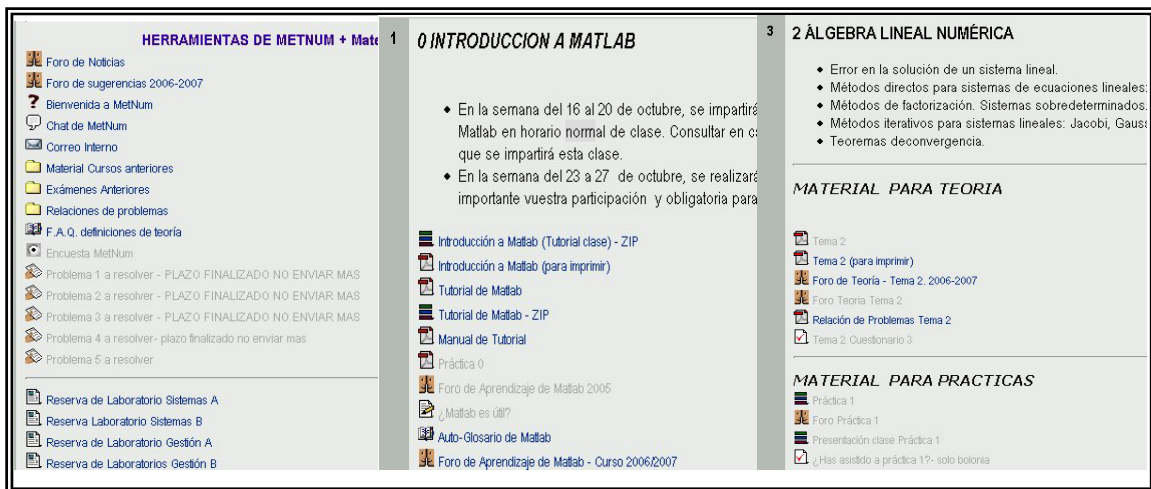 HERRAMIENTAS DE METNUM + Mate
Foro de Noticias
Foro de sugerencias 2006-2007
Bienvenida a MetNum
Chat de MetNum
Correo Interno
Material Cursos anteriores
Exámenes Anteriores
Relaciones de problemas
F.A.Q. definiciones de teoría
Encuesta MetNum
Problema 1 a resolver - PLAZO FINALIZADO NO ENVIAR MAS
Problema 2 a resolver - PLAZO FINALIZADO NO ENVIAR MAS
Problema 3 a resolver - PLAZO FINALIZADO NO ENVIAR MAS
Problema 4 a resolver- plazo finalizado no enviar mas
Problema 5 a resolver
Reserva de Laboratorio Sistemas A
Reserva Laboratorio Sistemas B
Reserva de Laboratorio Gestión A
Reserva de Laboratorios Gestión B
1
0 INTRODUCCION A MATLAB
En la semana del 16 al 20 de octubre, se impartirá
Matlab en horario normal de clase. Consultar en ca
que se impartirá esta clase.
En la semana del 23 a 27 de octubre, se realizará
importante vuestra participación y obligatoria para
Introducción a Matlab (Tutorial clase) - ZIP
Introducción a Matlab (para imprimir)
Tutorial de Matlab
Tutorial de Matlab - ZIP
Manual de Tutorial
Práctica 0
Foro de Aprendizaje de Matlab 2005
¿Matlab es útil?
Auto-Glosario de Matlab
Foro de Aprendizaje de Matlab - Curso 2006/2007
3
2 ÁLGEBRA LINEAL NUMÉRICA
Error en la solución de un sistema lineal.
Métodos directos para sistemas de ecuaciones lineales:
Métodos de factorización. Sistemas sobredeterminados.
Métodos iterativos para sistemas lineales: Jacobi, Gauss
Teoremas deconvergencia.
MATERIAL PARA TEORIA
Tema 2
Tema 2 (para imprimir)
Foro de Teoría - Tema 2. 2006-2007
Foro Teoria Tema 2
Relación de Problemas Tema 2
Tema 2 Cuestionario 3
MATERIAL PARA PRACTICAS
Práctica 1
Foro Práctica 1
Presentación clase Práctica 1
¿Has asistido a práctica 1?- solo bolonia